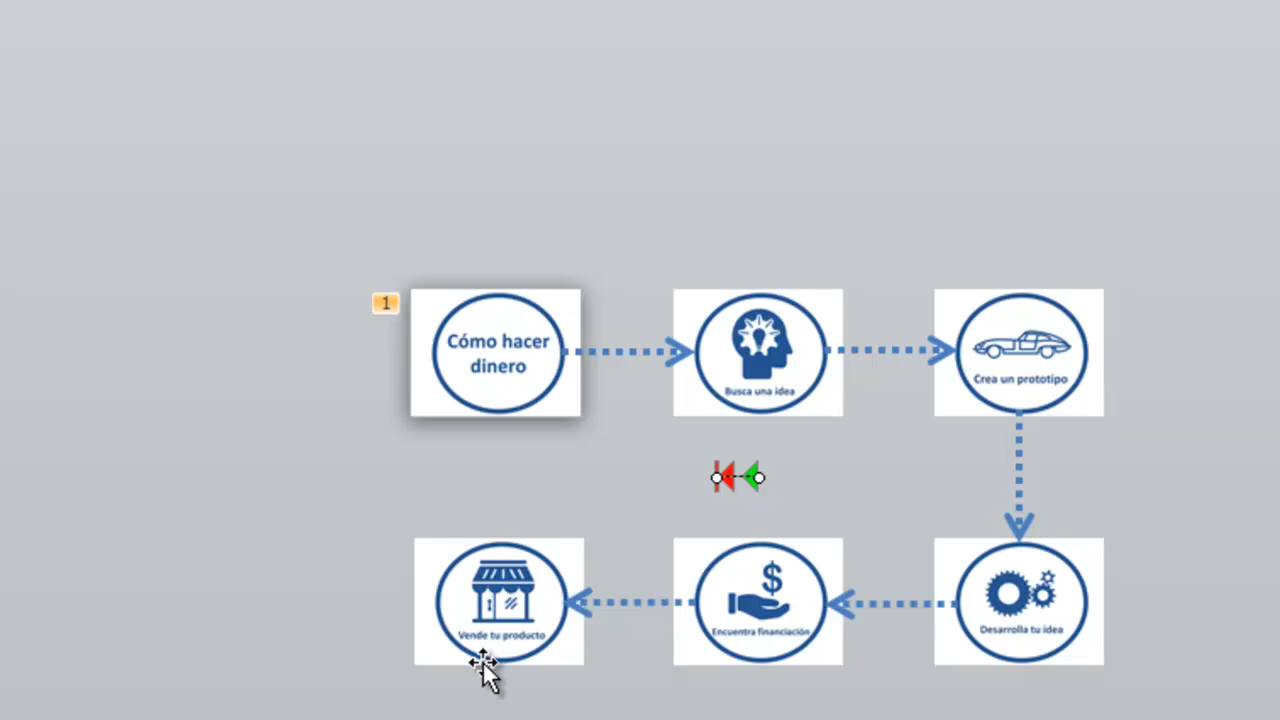 1
Cómo hacer
dinero
Busca una idea
Crea un prototipo
$
Vende tu producto
Encuentra financiación
Desarrolla tu idea